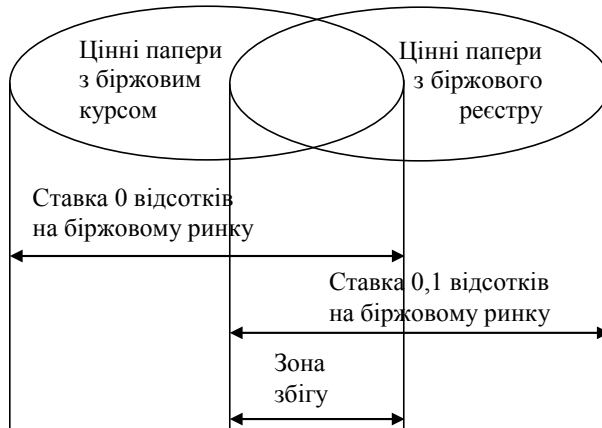 Цінні папери
з біржовим
курсом
Цінні папери
з біржового
реєстру
Ставка 0 відсотків
на біржовому ринку
Ставка 0,1 відсотків
на біржовому ринку
Зона
збігу